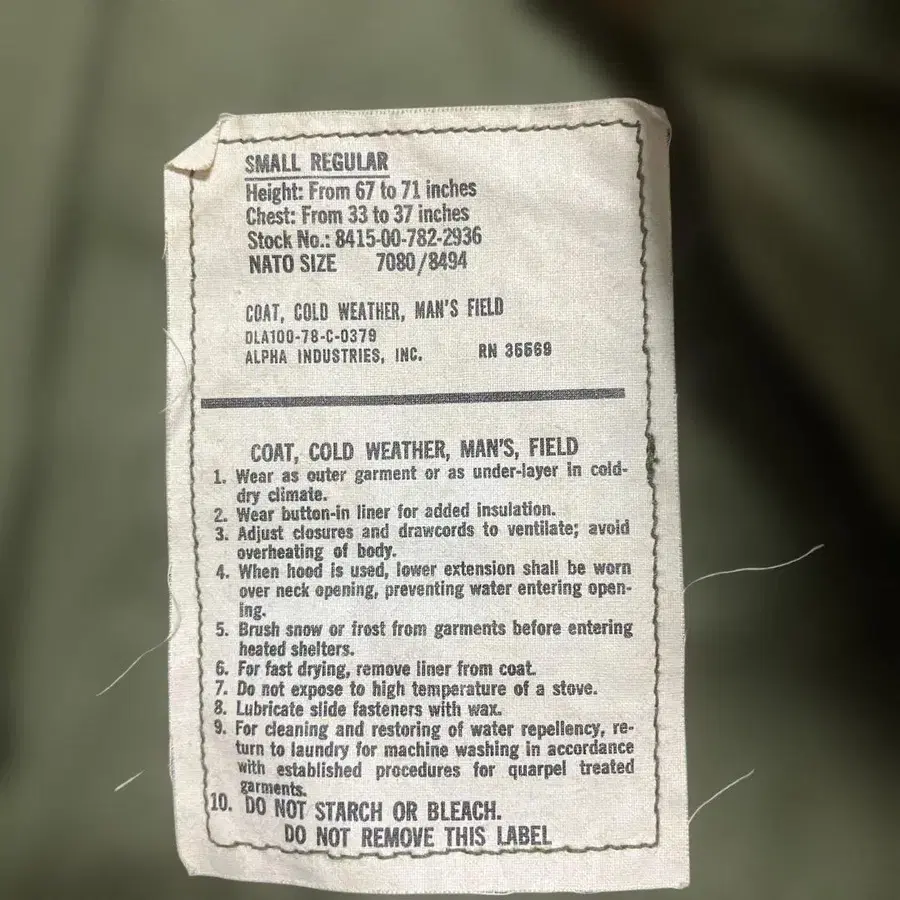 SMALL REGULAR
Height: From 67 to 71 inches
Chest: From 33 to 37 inches
Stock No.: 8415-00-782-2936
NATO SIZE 7080/8494
COAT, COLD WEATHER, MAN'S FIELD
DLA100-78-C-0379
ALPHA INDUSTRIES, INC. RN 35569
COAT, COLD WEATHER, MAN'S, FIELD
1. Wear as outer garment or as under-layer in cold-
dry climate.
2. Wear button-in liner for added insulation.
3. Adjust closures and drawcords to ventilate; avoid
overheating of body.
4. When hood is used, lower extension shall be worn
over neck opening, preventing water entering open-
ing.
5. Brush snow or frost from garments before entering
heated shelters.
6. For fast drying, remove liner from coat.
7. Do not expose to high temperature of a stove.
8. Lubricate slide fasteners with wax.
9. For cleaning and restoring of water repellency, re-
turn to laundry for machine washing in accordance
with established procedures for quarpel treated
garments.
10. DO NOT STARCH OR BLEACH.
DO NOT REMOVE THIS LABEL